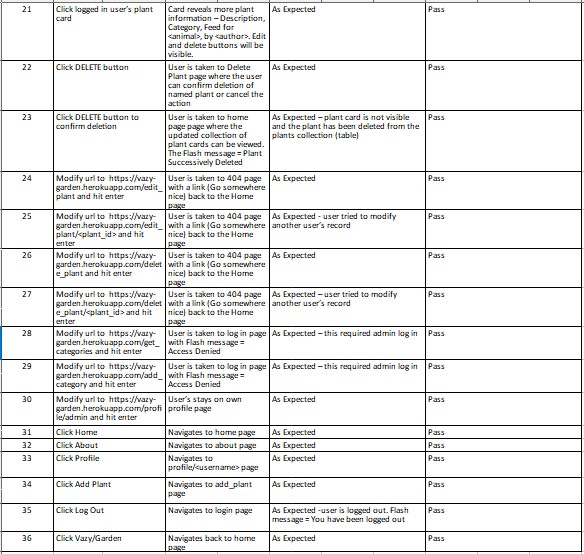 21 Click logged in user's plant Card reveals more plant As Expected Pass
card information – Description,
Category, Feed for
<animal>, by <author>. Edit
and delete buttons will be
visible.
22 Click DELETE button User is taken to Delete As Expected Pass
Plant page where the user
can confirm deletion of
named plant or cancel the
action
23 Click DELETE button to User is taken to home As Expected – plant card is not visible Pass
confirm deletion page page where the and the plant has been deleted from the
updated collection of plants collection (table)
plant cards can be viewed.
The Flash message = Plant
Successively Deleted
24 Modify url to https://vazy- User is taken to 404 page As Expected Pass
garden.herokuapp.com/edit_ with a link (Go somewhere
plant and hit enter nice) back to the Home
page
25 Modify url to https://vazy- User is taken to 404 page As Expected - user tried to modify Pass
garden.herokuapp.com/edit_ with a link (Go somewhere another user's record
plant/<plant_id> and hit nice) back to the Home
enter page
26 Modify url to https://vazy- User is taken to 404 page As Expected Pass
garden.herokuapp.com/delet with a link (Go somewhere
e_plant and hit enter nice) back to the Home
page
27 Modify url to https://vazy- User is taken to 404 page As Expected – user tried to modify Pass
garden.herokuapp.com/delet with a link (Go somewhere another user's record
e_plant/<plant_id> and hit nice) back to the Home
enter page
28 Modify url to https://vazy- User is taken to log in page As Expected – this required admin log in Pass
garden.herokuapp.com/get_ with Flash message =
categories and hit enter Access Denied
29 Modify url to https://vazy- User is taken to log in page As Expected – this required admin log in Pass
garden.herokuapp.com/add_ with Flash message =
category and hit enter Access Denied
30 Modify url to https://vazy- User's stays on own As Expected Pass
garden.herokuapp.com/profi profile page
le/admin and hit enter
31 Click Home Navigates to home page As Expected Pass
32 Click About Navigates to about page As Expected Pass
33 Click Profile Navigates to As Expected Pass
profile/<username> page
34 Click Add Plant Navigates to add_plant As Expected Pass
page
35 Click Log Out Navigates to login page As Expected -user is logged out. Flash Pass
message = You have been logged out
36 Click Vazy/Garden Navigates back to home As Expected Pass
page